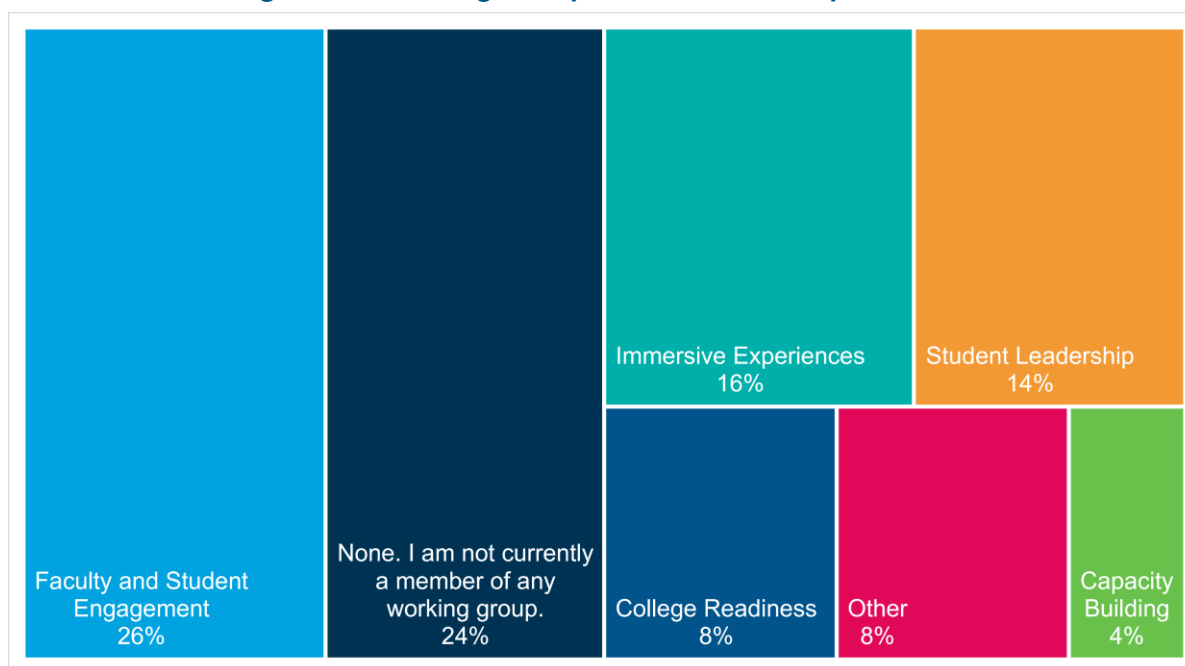 Faculty and Student
Engagement
26%
None. I am not currently
a member of any
working group.
24%
Immersive Experiences
16%
Student Leadership
14%
College Readiness
8%
Other
8%
Capacity
Building
4%